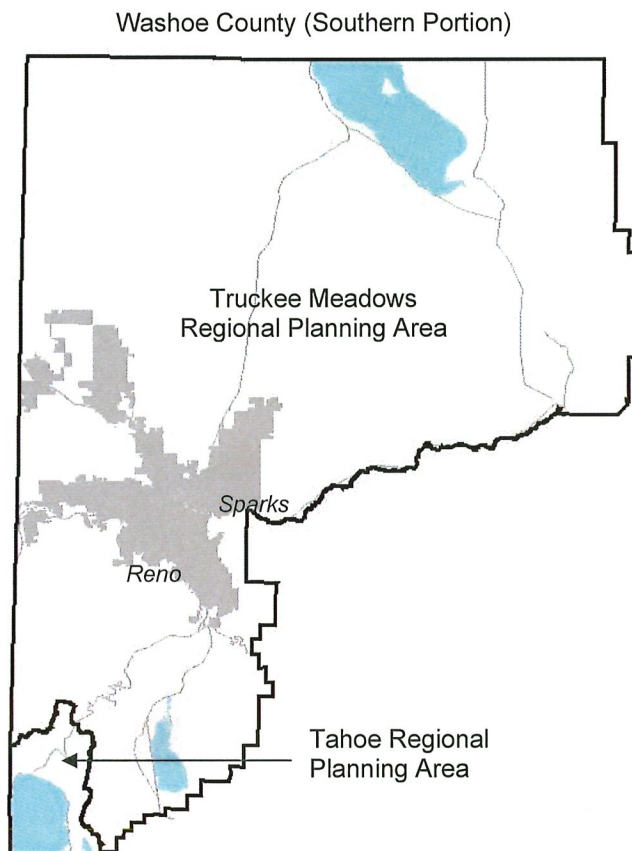 Washoe County (Southern Portion)
Truckee Meadows
Regional Planning Area
Sparks
Reno
Tahoe Regional
Planning Area